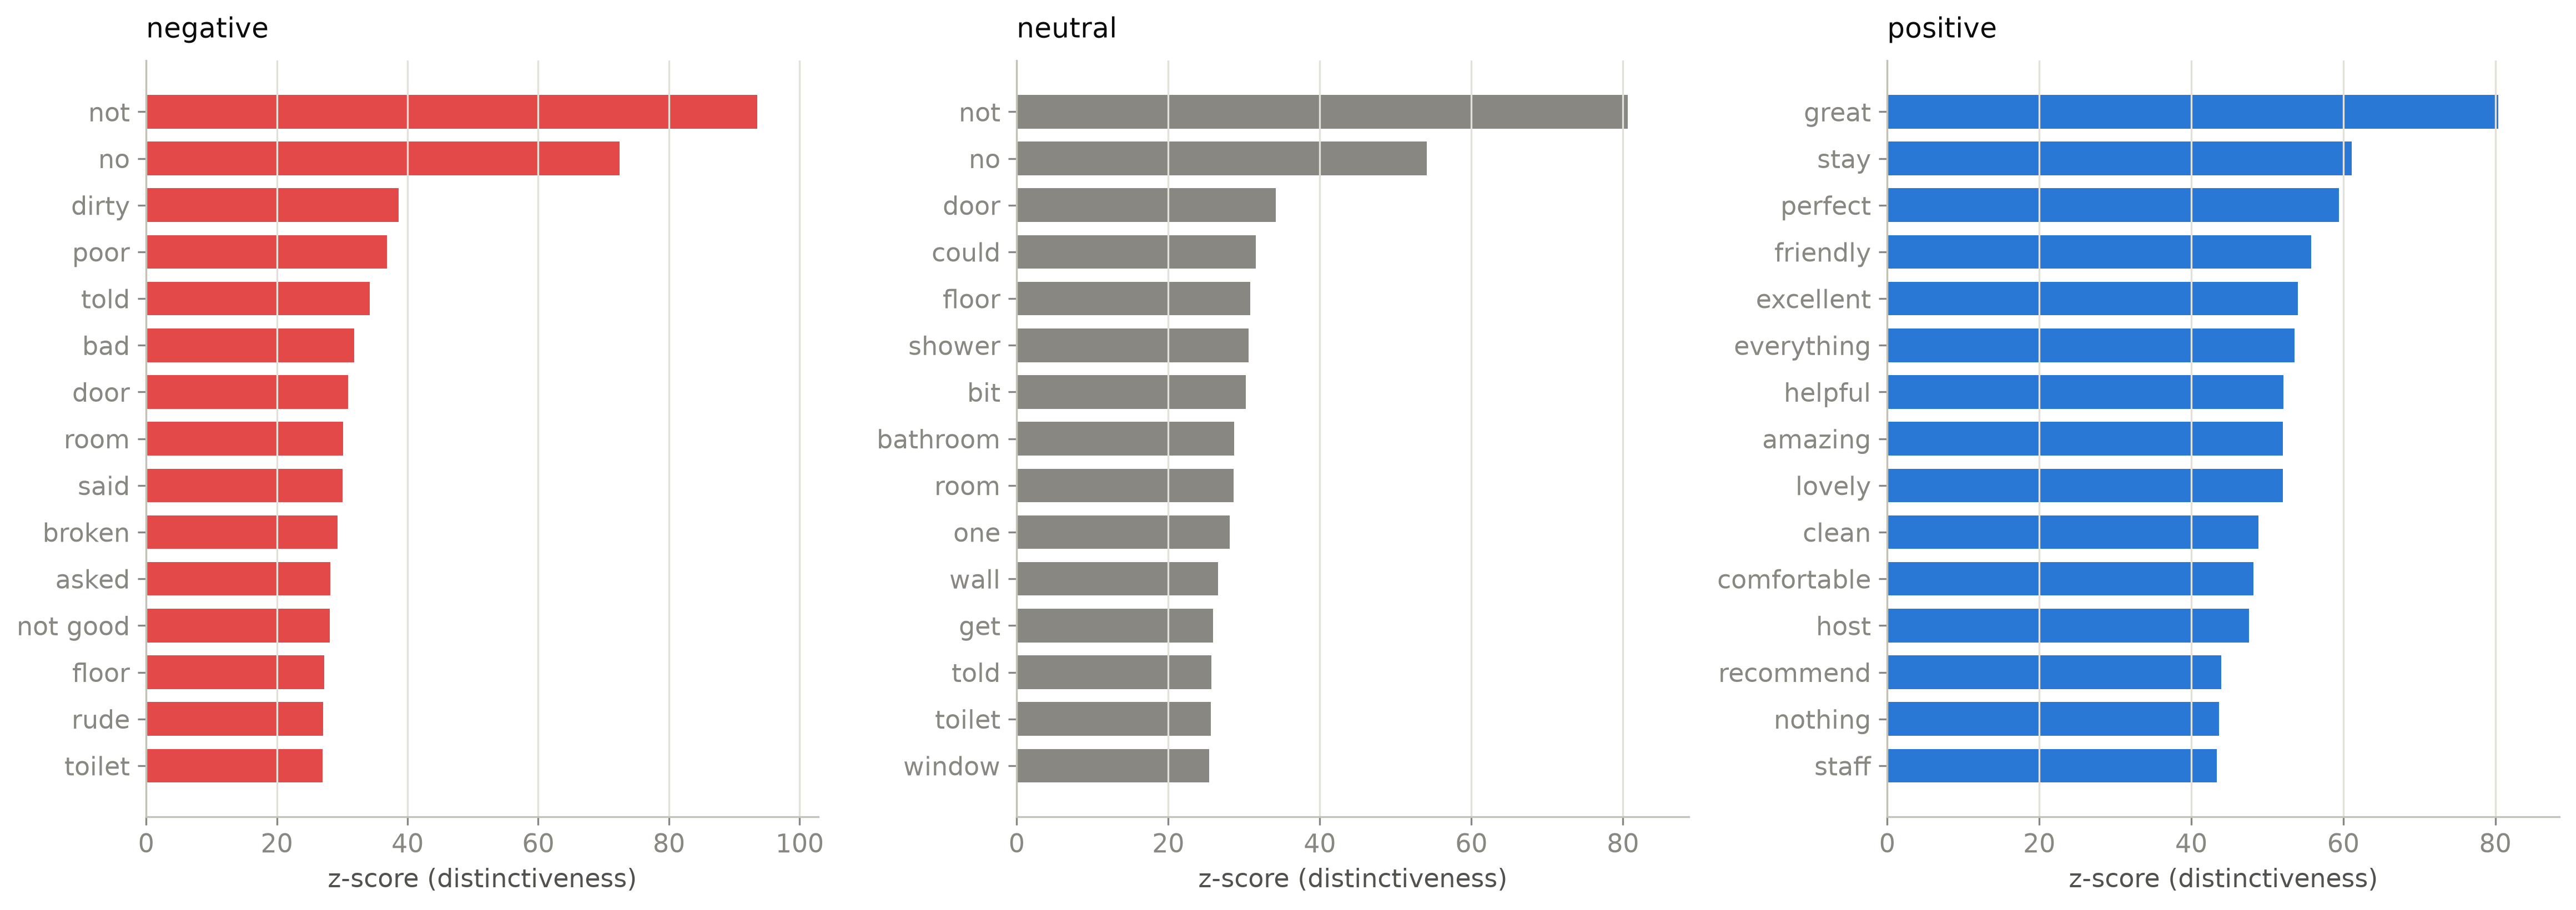 negative
not
no
dirty
poor
told
bad
door
room
said
broken
asked
not good
floor
rude
toilet
0 20 40 60 80 100
z-score (distinctiveness)
neutral
not
no
door
could
floor
shower
bit
bathroom
room
one
wall
get
told
toilet
window
0 20 40 60 80
z-score (distinctiveness)
positive
great
stay
perfect
friendly
excellent
everything
helpful
amazing
lovely
clean
comfortable
host
recommend
nothing
staff
0 20 40 60 80
z-score (distinctiveness)